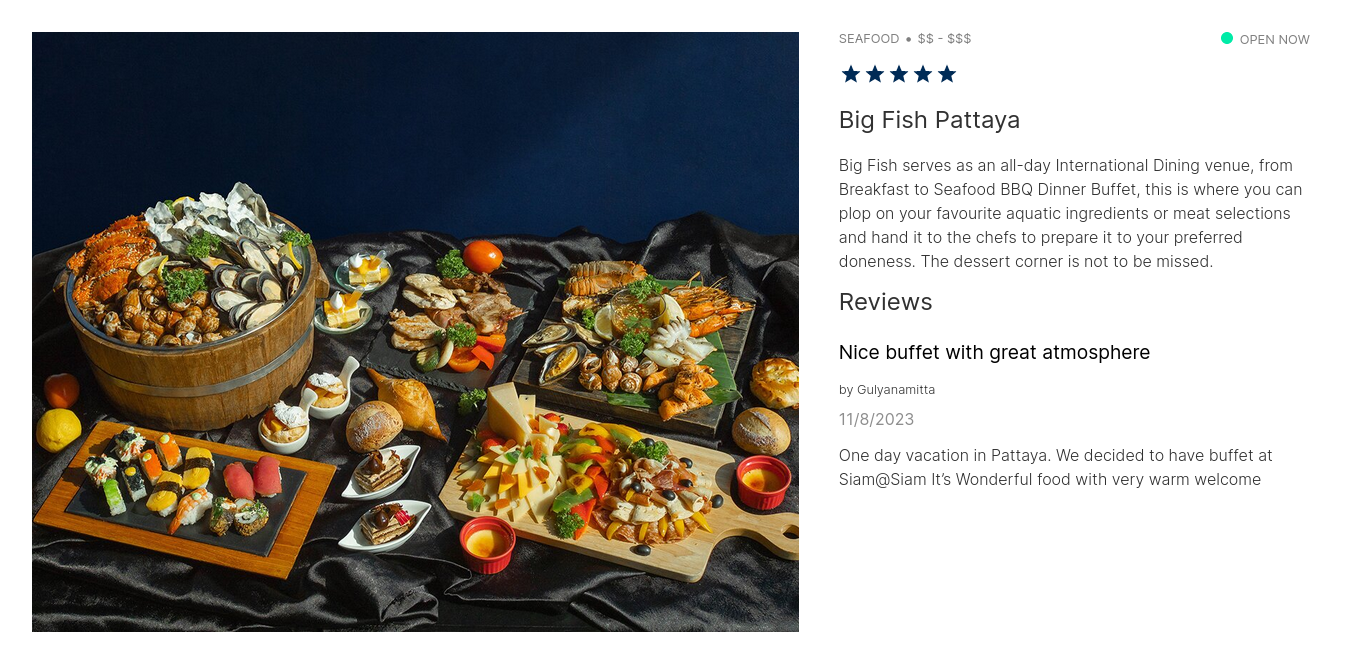 SEAFOOD • $$ - $$$
OPEN NOW
Big Fish Pattaya
Big Fish serves as an all-day International Dining venue, from
Breakfast to Seafood BBQ Dinner Buffet, this is where you can
plop on your favourite aquatic ingredients or meat selections
and hand it to the chefs to prepare it to your preferred
doneness. The dessert corner is not to be missed.
Reviews
Nice buffet with great atmosphere
by Gulyanamitta
11/8/2023
One day vacation in Pattaya. We decided to have buffet at
Siam@Siam It’s Wonderful food with very warm welcome